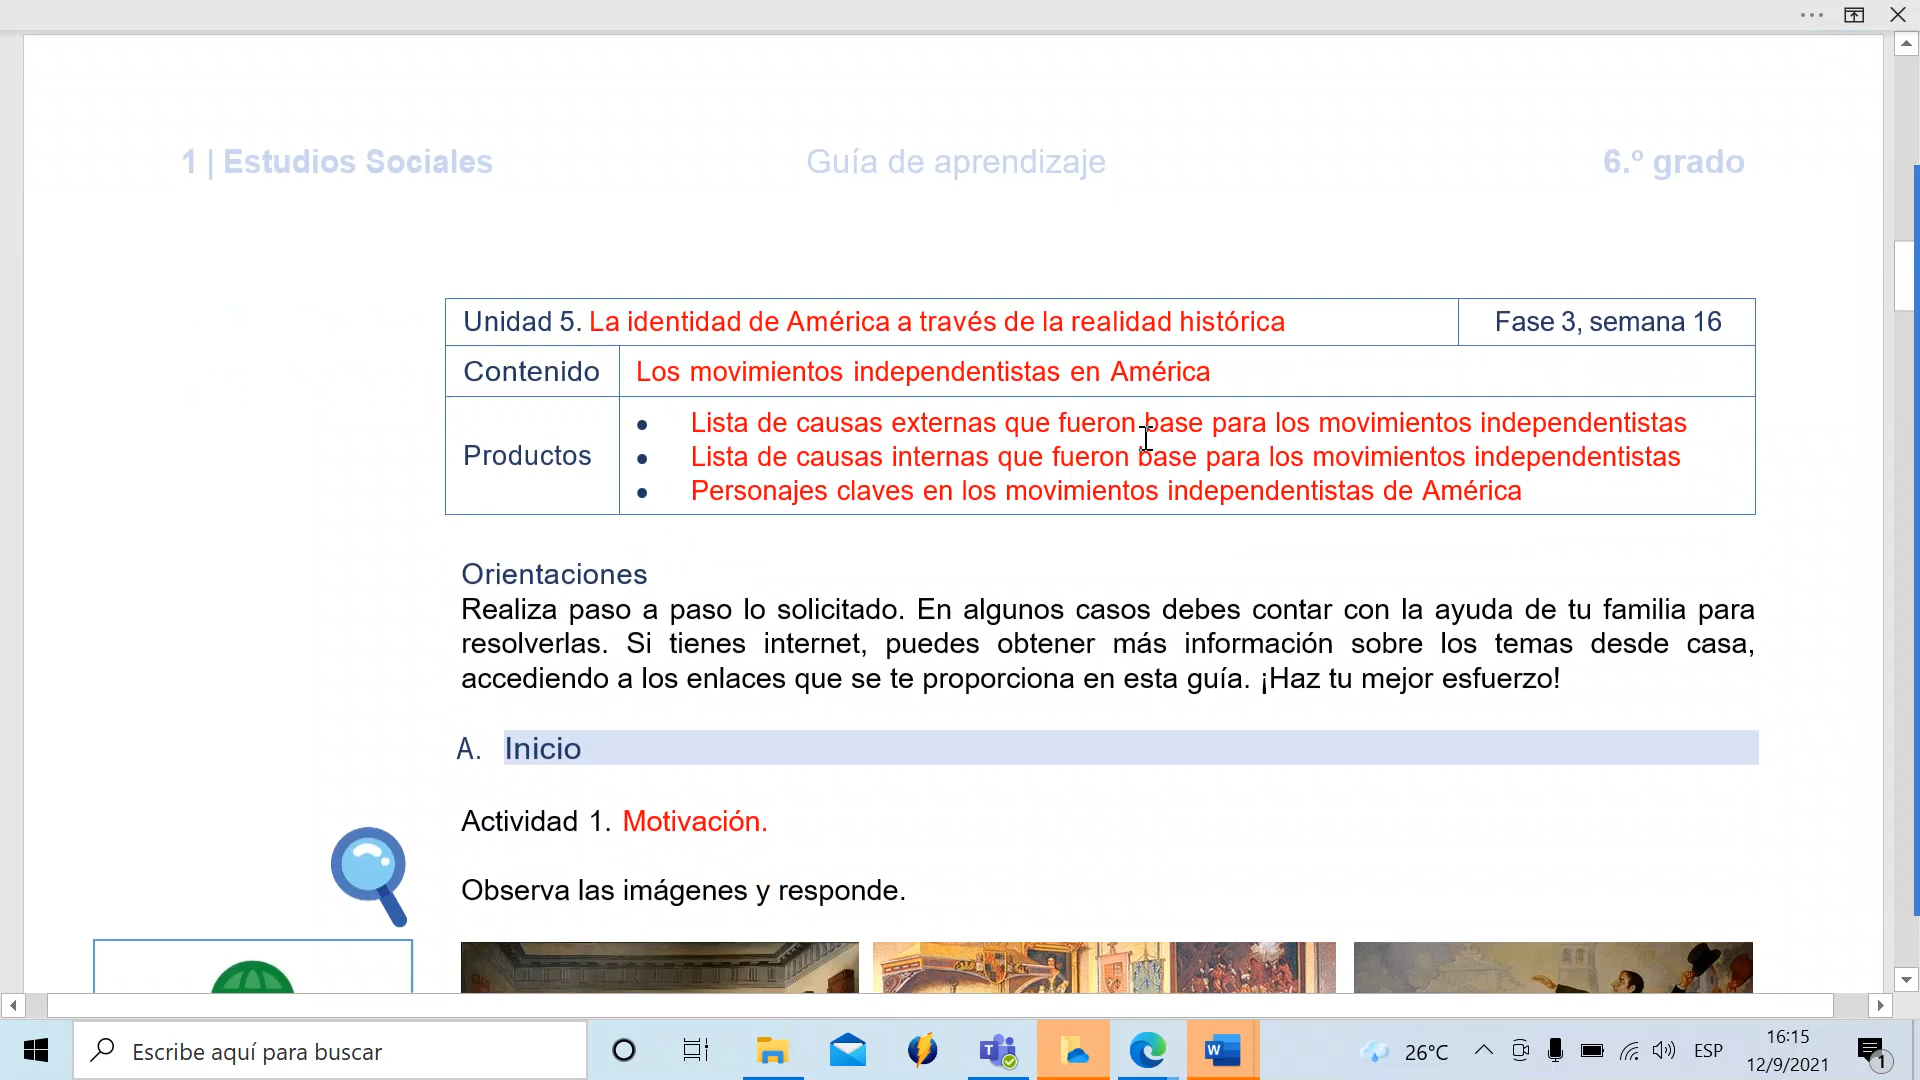 1 | Estudios Sociales
Guía de aprendizaje
6.º grado
Unidad 5. La identidad de América a través de la realidad histórica
Fase 3, semana 16
Contenido
Los movimientos independentistas en América
Productos
• Lista de causas externas que fueron base para los movimientos independentistas
• Lista de causas internas que fueron base para los movimientos independentistas
• Personajes claves en los movimientos independentistas de América
Orientaciones
Realiza paso a paso lo solicitado. En algunos casos debes contar con la ayuda de tu familia para
resolverlas. Si tienes internet, puedes obtener más información sobre los temas desde casa,
accediendo a los enlaces que se te proporciona en esta guía. ¡Haz tu mejor esfuerzo!
A. Inicio
Actividad 1. Motivación.
Observa las imágenes y responde.
Escribe aquí para buscar
26°C
ESP
16:15
12/9/2021
1